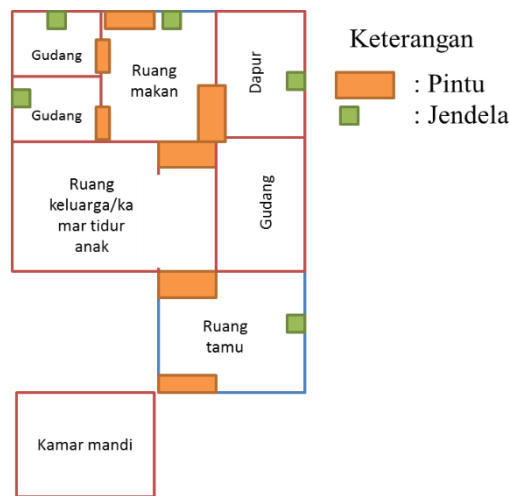 Gudang
Ruang
makan
Dapur
Gudang
Ruang
keluarga/ka
mar tidur
anak
Gudang
Ruang
tamu
Kamar mandi
Keterangan
: Pintu
: Jendela